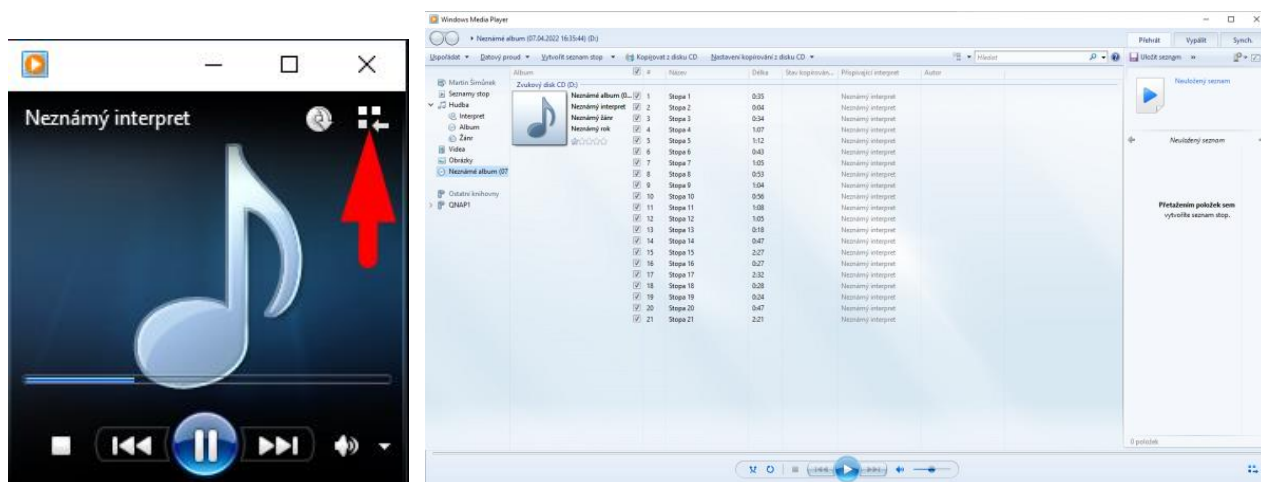 Neznámý interpret
Windows Media Player
Neznámé album (07.04.2022 16:35:44) (D:)
Přehrát Vypálit Synch.
Uspořádat Datový proud Vytvořit seznam stop Kopírovat z disku CD Nastavení kopírování z disku CD Hledat Uložit seznam »
Album # Název Délka Stav kopírován... Přispívající interpret Autor
Zvukový disk CD (D:)
Martin Šimůnek
Seznamy stop
Hudba
Interpret
Album
Žánr
Videa
Obrázky
Neznámé album (07
Ostatní knihovny
QNAP1
Neznámé album (0...
Neznámý interpret
Neznámý žánr
Neznámý rok
1 Stopa 1 0:35 Neznámý interpret
2 Stopa 2 0:04 Neznámý interpret
3 Stopa 3 0:34 Neznámý interpret
4 Stopa 4 1:07 Neznámý interpret
5 Stopa 5 1:12 Neznámý interpret
6 Stopa 6 0:43 Neznámý interpret
7 Stopa 7 1:05 Neznámý interpret
8 Stopa 8 0:53 Neznámý interpret
9 Stopa 9 1:04 Neznámý interpret
10 Stopa 10 0:56 Neznámý interpret
11 Stopa 11 1:08 Neznámý interpret
12 Stopa 12 1:05 Neznámý interpret
13 Stopa 13 0:18 Neznámý interpret
14 Stopa 14 0:47 Neznámý interpret
15 Stopa 15 2:27 Neznámý interpret
16 Stopa 16 0:27 Neznámý interpret
17 Stopa 17 2:32 Neznámý interpret
18 Stopa 18 0:28 Neznámý interpret
19 Stopa 19 0:24 Neznámý interpret
20 Stopa 20 0:47 Neznámý interpret
21 Stopa 21 2:21 Neznámý interpret
Neuložený seznam
Neuložený seznam
Přetažením položek sem
vytvoříte seznam stop.
0 položek